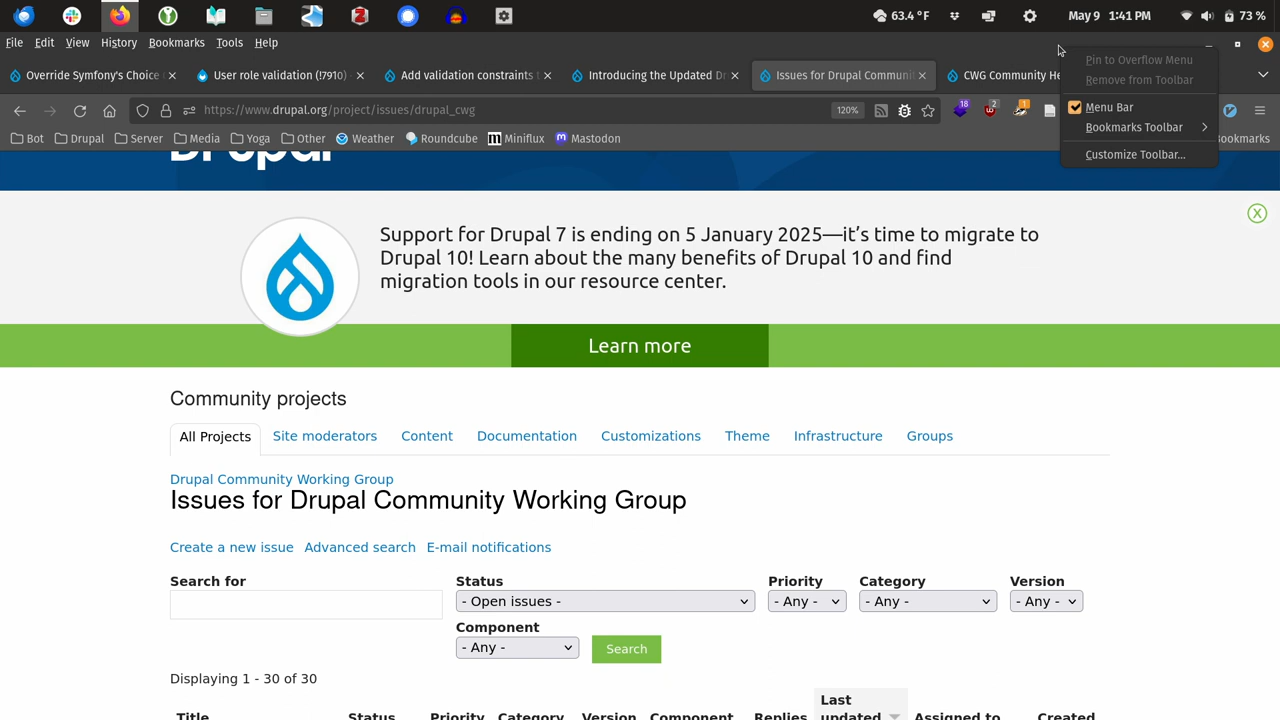 63.4 °F
May 9 1:41 PM
73 %
File Edit View History Bookmarks Tools Help
Override Symfony's Choice
User role validation (!7910)
Add validation constraints t
Introducing the Updated Dr
Issues for Drupal Communi
CWG Community He
https://www.drupal.org/project/issues/drupal_cwg
120%
18
2
1
Bot Drupal Server Media Yoga Other Weather Roundcube Miniflux Mastodon
ookmarks
Pin to Overflow Menu
Remove from Toolbar
Menu Bar
Bookmarks Toolbar
Customize Toolbar...
Drupal
Support for Drupal 7 is ending on 5 January 2025—it’s time to migrate to
Drupal 10! Learn about the many benefits of Drupal 10 and find
migration tools in our resource center.
X
Learn more
Community projects
All Projects Site moderators Content Documentation Customizations Theme Infrastructure Groups
Drupal Community Working Group
Issues for Drupal Community Working Group
Create a new issue Advanced search E-mail notifications
Search for
Status
- Open issues -
Priority
- Any -
Category
- Any -
Version
- Any -
Component
- Any -
Search
Displaying 1 - 30 of 30
Title Status Priority Category Version Component Replies Last updated Assigned to Created